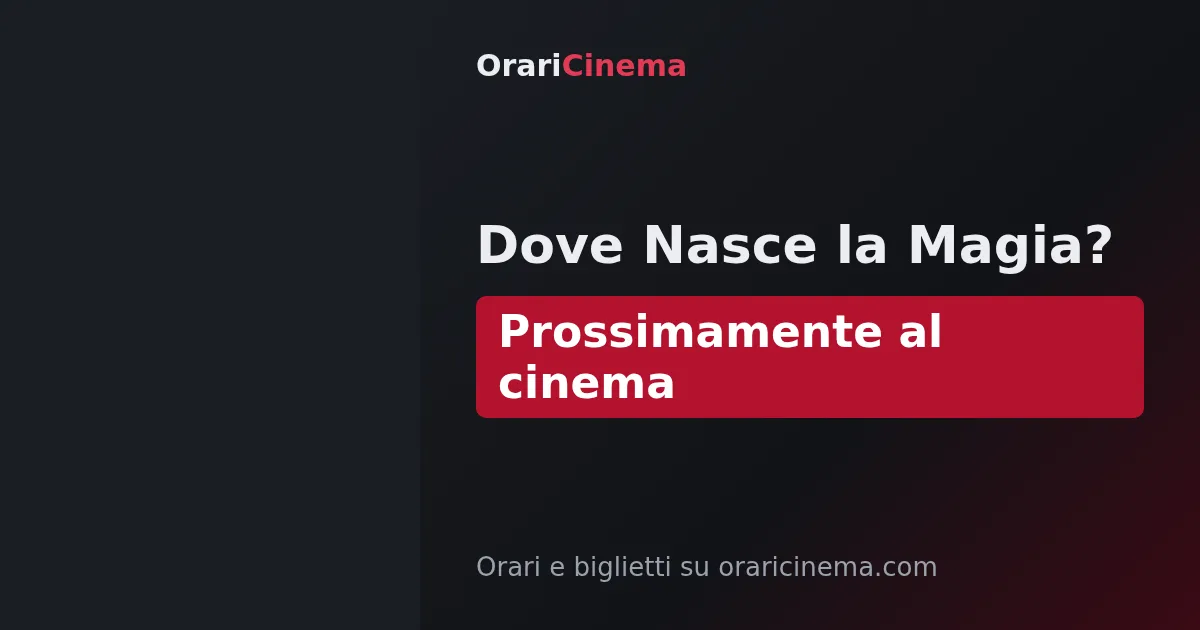 OrariCinema
Dove Nasce la Magia?
Prossimamente al
cinema
Orari e biglietti su oraricinema.com